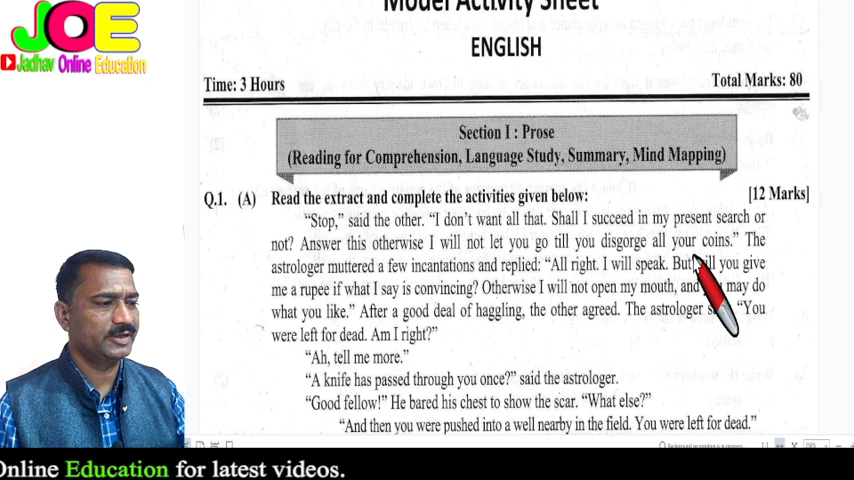 JOE
Jadhav Online Education
Model Activity Sheet
ENGLISH
Time: 3 Hours
Total Marks: 80
Section I : Prose
(Reading for Comprehension, Language Study, Summary, Mind Mapping)
Q.1. (A) Read the extract and complete the activities given below: [12 Marks]
“Stop,” said the other. “I don’t want all that. Shall I succeed in my present search or
not? Answer this otherwise I will not let you go till you disgorge all your coins.” The
astrologer muttered a few incantations and replied: “All right. I will speak. But will you give
me a rupee if what I say is convincing? Otherwise I will not open my mouth, and you may do
what you like.” After a good deal of haggling, the other agreed. The astrologer “You
were left for dead. Am I right?”
“Ah, tell me more.”
“A knife has passed through you once?” said the astrologer.
“Good fellow!” He bared his chest to show the scar. “What else?”
“And then you were pushed into a well nearby in the field. You were left for dead.”
Online Education for latest videos.